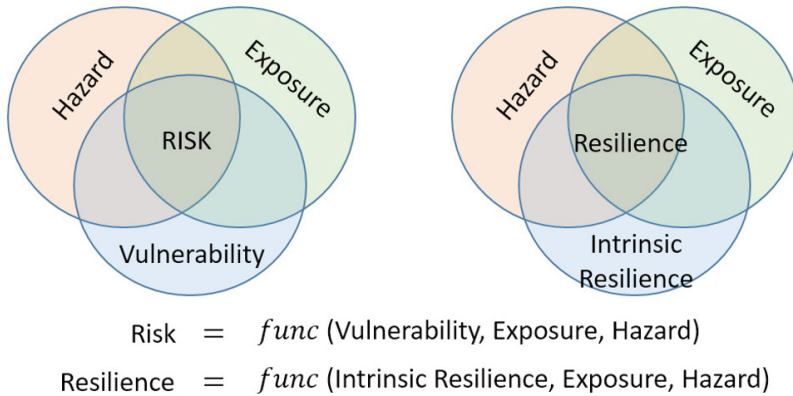 Hazard
Exposure
RISK
Vulnerability
Hazard
Exposure
Resilience
Intrinsic
Resilience
Risk = func (Vulnerability, Exposure, Hazard)
Resilience = func (Intrinsic Resilience, Exposure, Hazard)